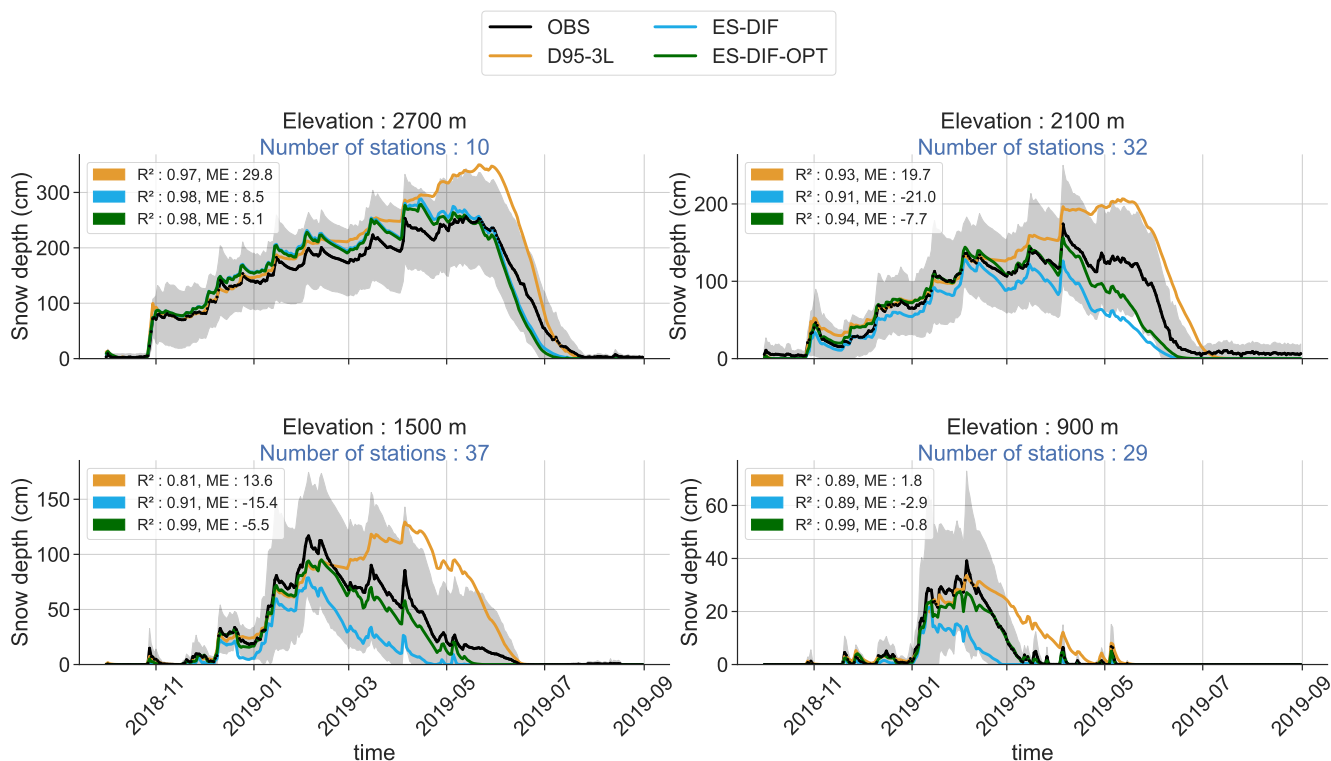 OBS
D95-3L
ES-DIF
ES-DIF-OPT
Elevation : 2700 m
Number of stations : 10
R² : 0.97, ME : 29.8
R² : 0.98, ME : 8.5
R² : 0.98, ME : 5.1
Snow depth (cm)
300
200
100
0
Elevation : 2100 m
Number of stations : 32
R² : 0.93, ME : 19.7
R² : 0.91, ME : -21.0
R² : 0.94, ME : -7.7
Snow depth (cm)
200
100
0
Elevation : 1500 m
Number of stations : 37
R² : 0.81, ME : 13.6
R² : 0.91, ME : -15.4
R² : 0.99, ME : -5.5
Snow depth (cm)
150
100
50
0
2018-11
2019-01
2019-03
2019-05
2019-07
2019-09
time
Elevation : 900 m
Number of stations : 29
R² : 0.89, ME : 1.8
R² : 0.89, ME : -2.9
R² : 0.99, ME : -0.8
Snow depth (cm)
60
40
20
0
2018-11
2019-01
2019-03
2019-05
2019-07
2019-09
time